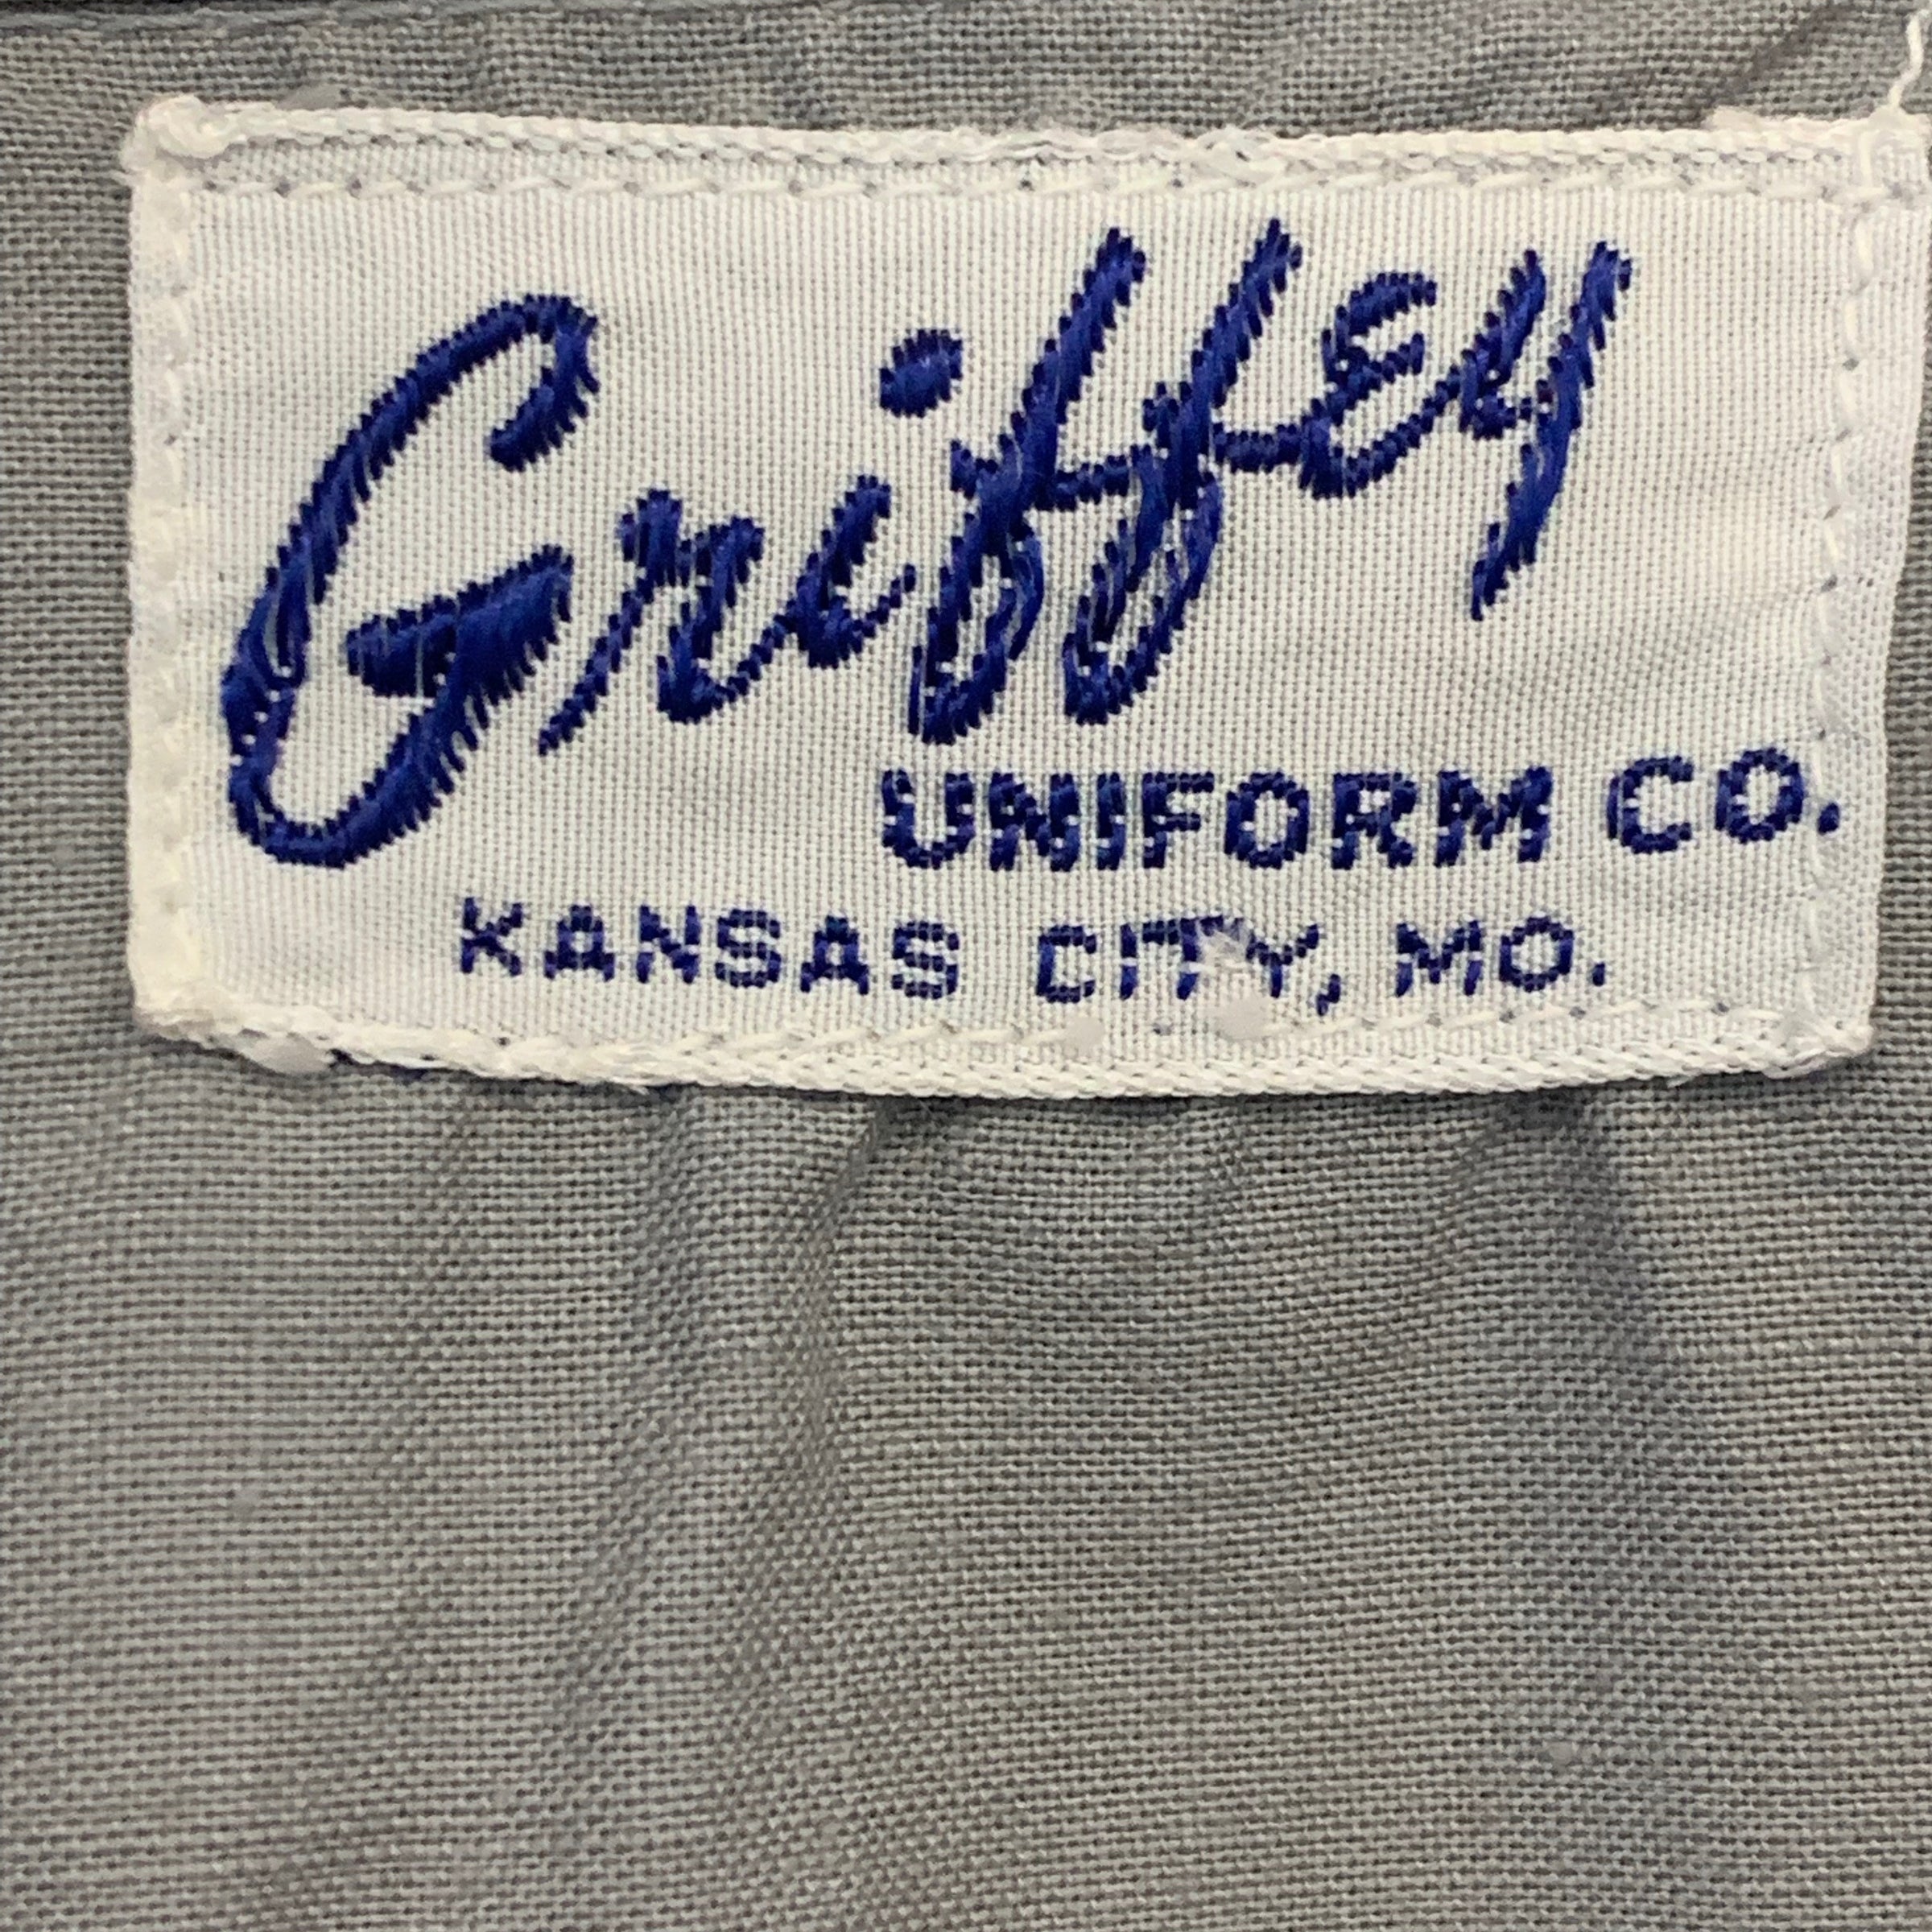 Griffey
UNIFORM CO.
KANSAS CITY, MO.